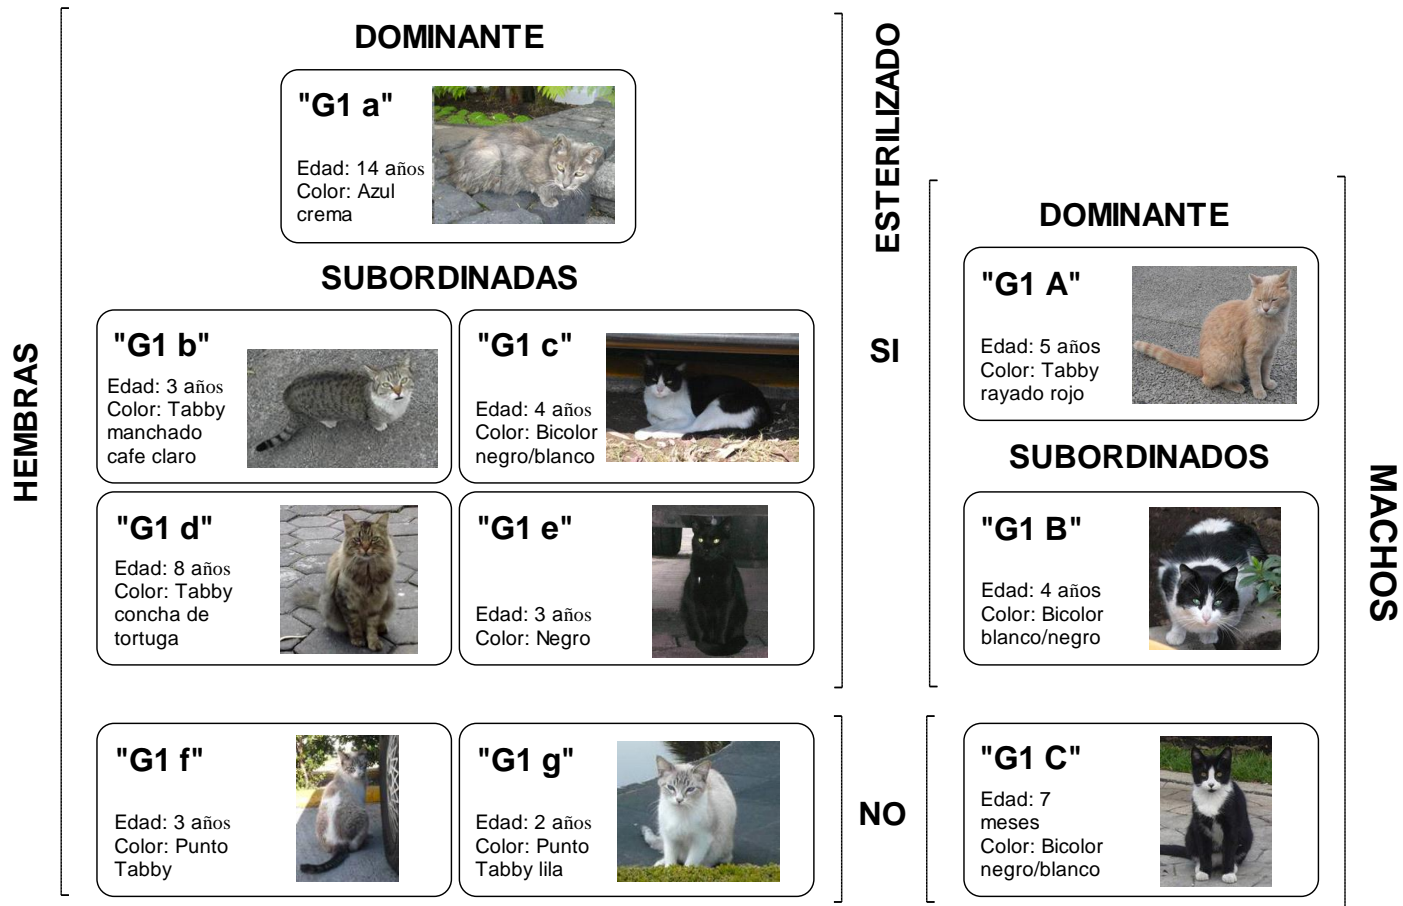 DOMINANTE
"G1 a"
Edad: 14 años
Color: Azul
crema
SUBORDINADAS
"G1 b"
Edad: 3 años
Color: Tabby
manchado
cafe claro
"G1 c"
Edad: 4 años
Color: Bicolor
negro/blanco
"G1 d"
Edad: 8 años
Color: Tabby
concha de
tortuga
"G1 e"
Edad: 3 años
Color: Negro
"G1 f"
Edad: 3 años
Color: Punto
Tabby
"G1 g"
Edad: 2 años
Color: Punto
Tabby lila
HEMBRAS
ESTERILIZADO
SI
NO
DOMINANTE
"G1 A"
Edad: 5 años
Color: Tabby
rayado rojo
SUBORDINADOS
"G1 B"
Edad: 4 años
Color: Bicolor
blanco/negro
"G1 C"
Edad: 7
meses
Color: Bicolor
negro/blanco
MACHOS